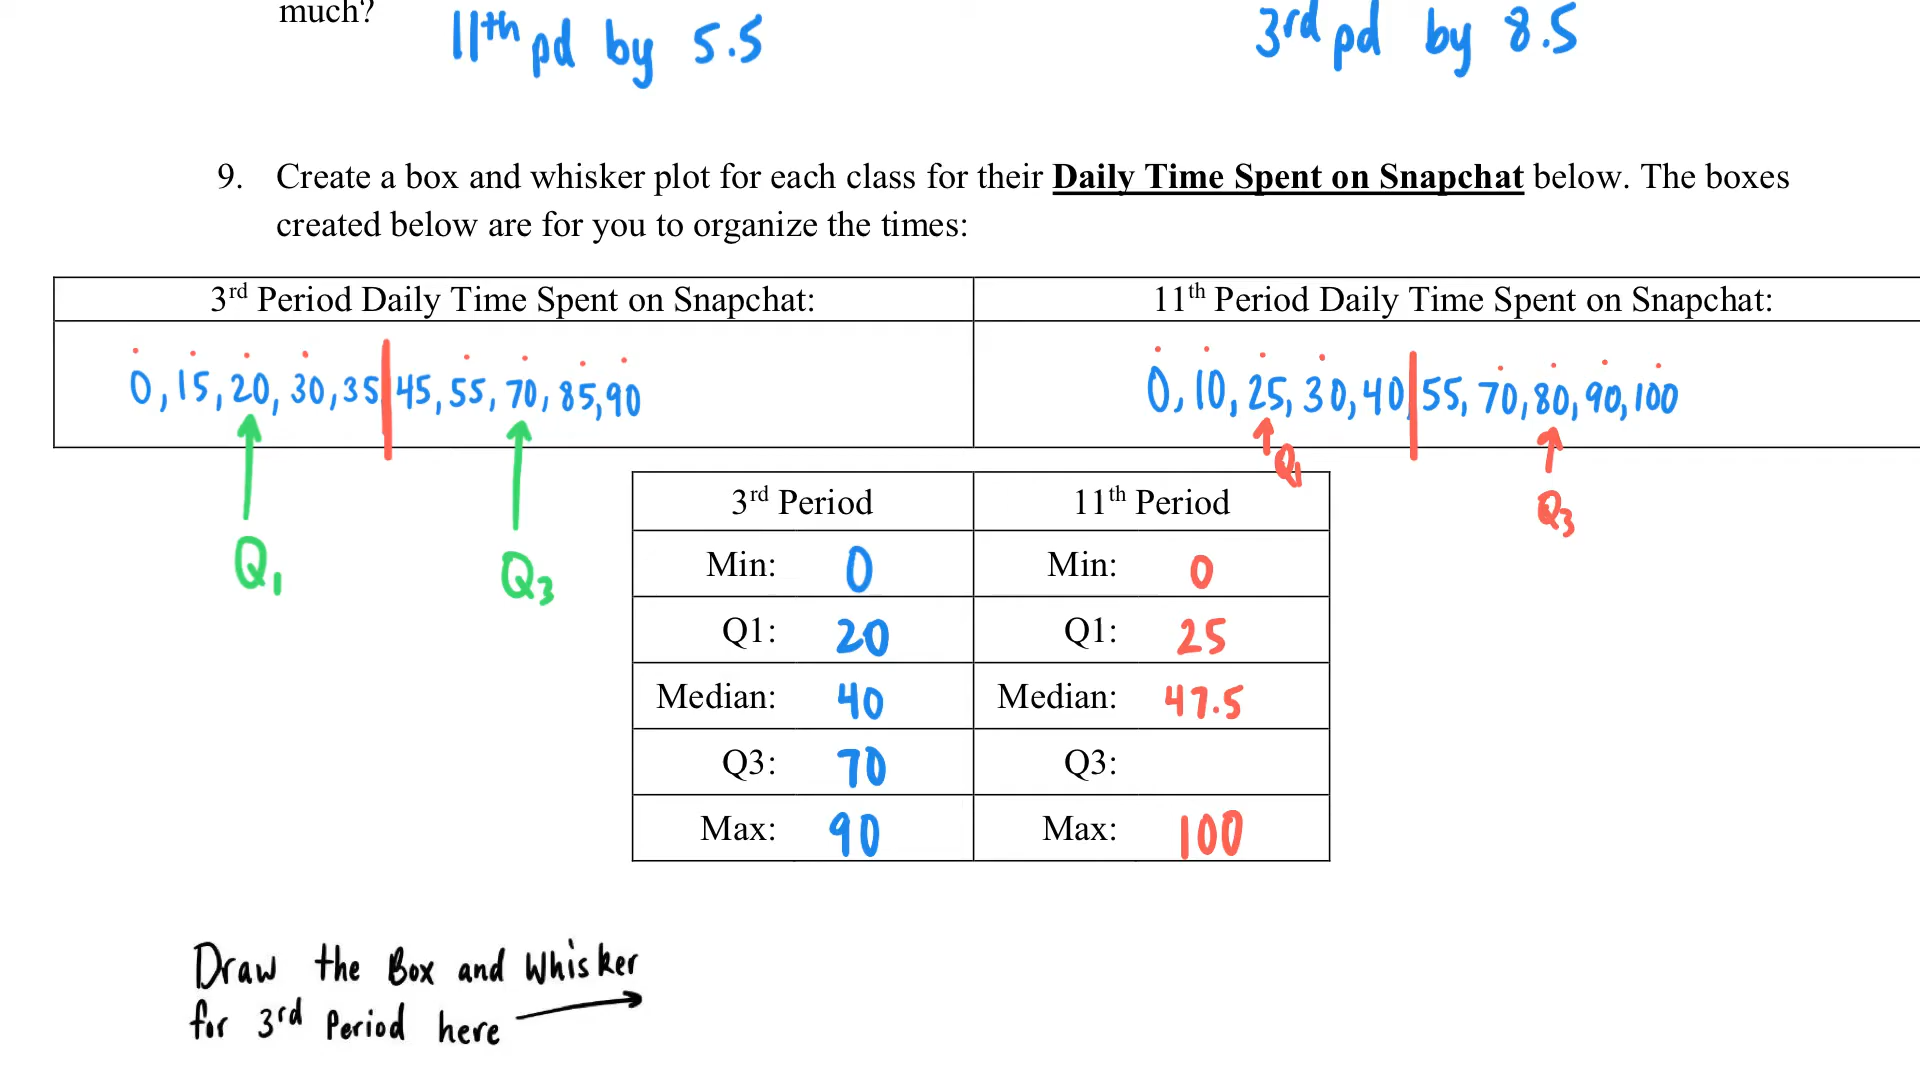 much?
11th pd by 5.5
3rd pd by 8.5
9. Create a box and whisker plot for each class for their Daily Time Spent on Snapchat below. The boxes
created below are for you to organize the times:
3rd Period Daily Time Spent on Snapchat:
11th Period Daily Time Spent on Snapchat:
0, 15, 20, 30, 35 45, 55, 70, 85, 90
0, 10, 25, 30, 40, 55, 70, 80, 90, 100
Q1
Q3
Q1
Q3
3rd Period
11th Period
Min: 0
Min: 0
Q1: 20
Q1: 25
Median: 40
Median: 47.5
Q3: 70
Q3:
Max: 90
Max: 100
Draw the Box and Whisker
for 3rd Period here